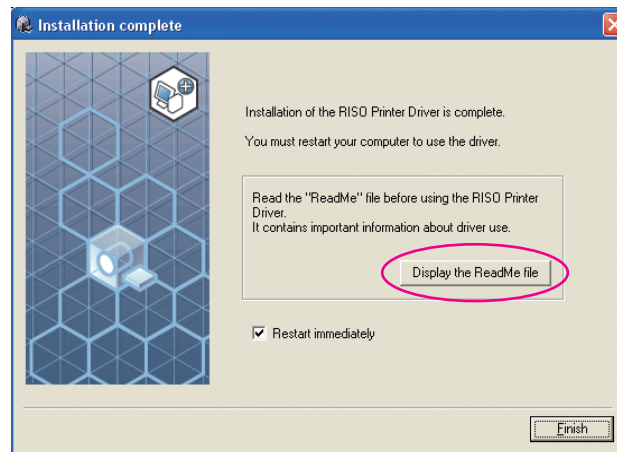 Installation complete
Installation of the RISO Printer Driver is complete.
You must restart your computer to use the driver.
Read the "ReadMe" file before using the RISO Printer
Driver.
It contains important information about driver use.
Display the ReadMe file
Restart immediately
Finish